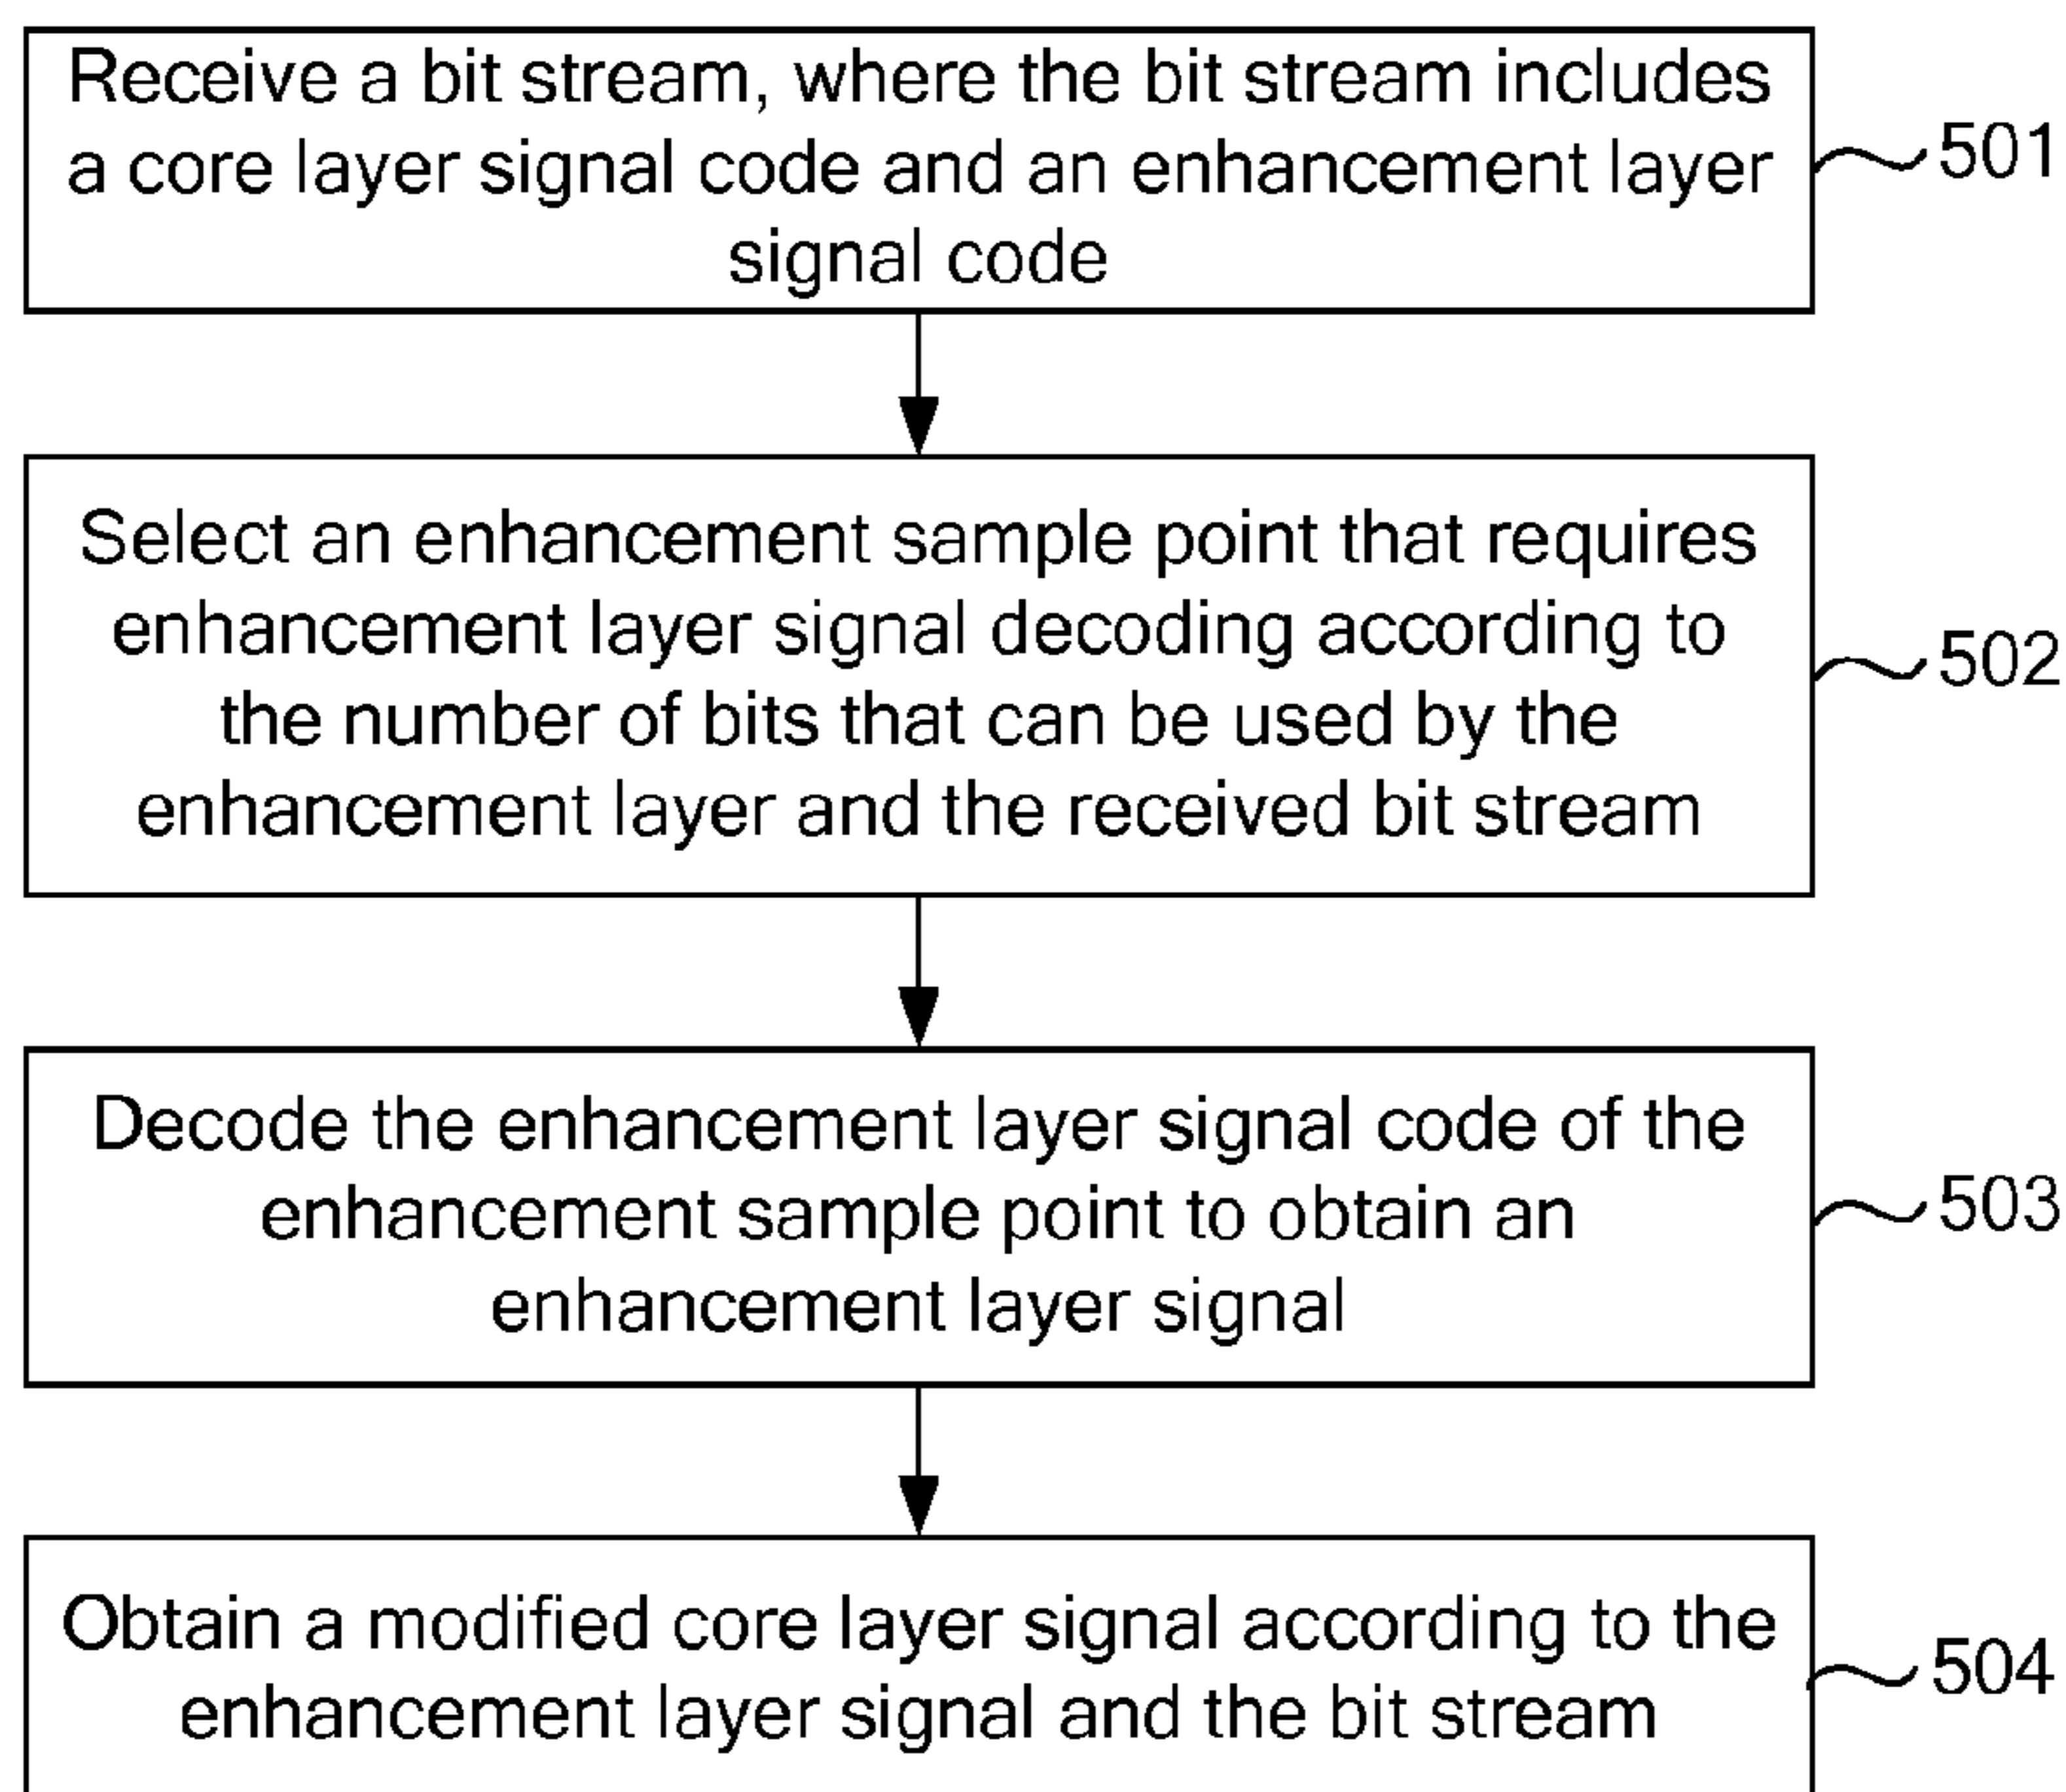 Receive a bit stream, where the bit stream includes
a core layer signal code and an enhancement layer
signal code
501
Select an enhancement sample point that requires
enhancement layer signal decoding according to
the number of bits that can be used by the
enhancement layer and the received bit stream
502
Decode the enhancement layer signal code of the
enhancement sample point to obtain an
enhancement layer signal
503
Obtain a modified core layer signal according to the
enhancement layer signal and the bit stream
504